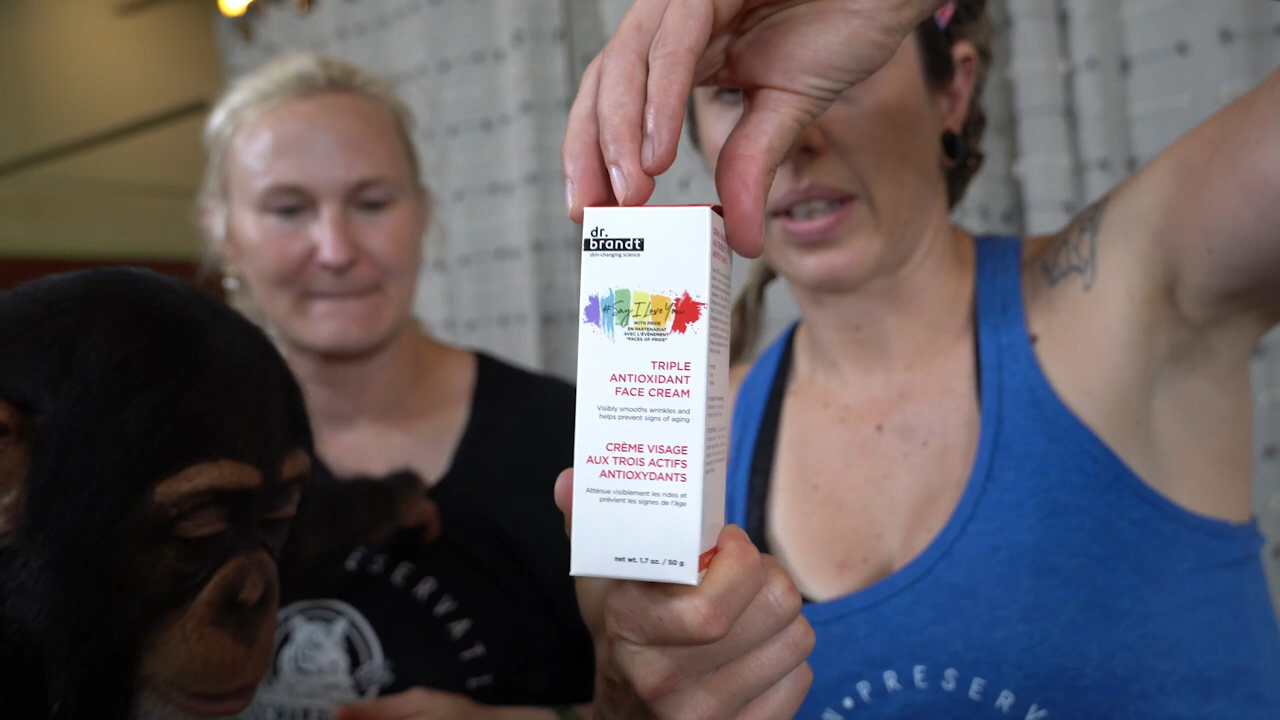 dr.
brandt
skin-changing science
#SayILoveYou
WITH PRIDE
EN PARTENARIAT
AVEC L'ÉVÉNEMENT
"FACES OF PRIDE"
TRIPLE
ANTIOXIDANT
FACE CREAM
Visibly smooths wrinkles and
helps prevent signs of aging
CRÈME VISAGE
AUX TROIS ACTIFS
ANTIOXYDANTS
Atténue visiblement les rides et
prévient les signes de l'âge
net wt. 1.7 oz. / 50 g
ESERVATI
N•PRESERV